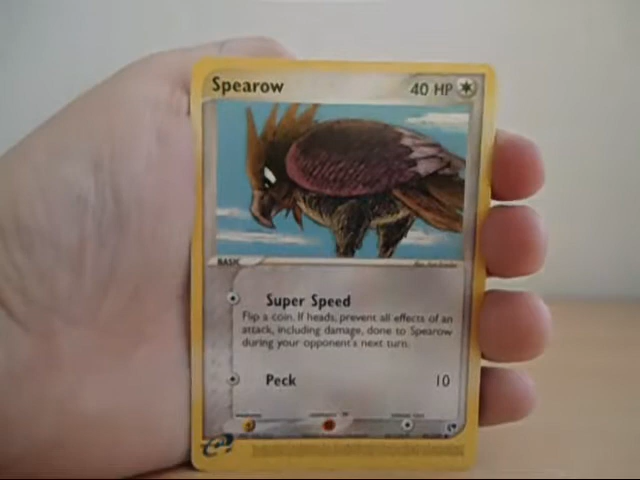 Spearow
40 HP
BASIC
Super Speed
Flip a coin. If heads, prevent all effects of an
attack, including damage, done to Spearow
during your opponent's next turn.
Peck 10